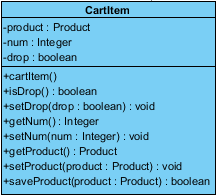 CartItem
-product : Product
-num : Integer
-drop : boolean
+cartItem()
+isDrop() : boolean
+setDrop(drop : boolean) : void
+getNum() : Integer
+setNum(num : Integer) : void
+getProduct() : Product
+setProduct(product : Product) : void
+saveProduct(product : Product) : boolean